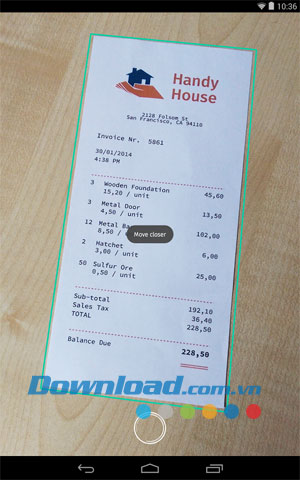 10:36
Handy
House
2128 Folsom St
San Francisco, CA 94110
Invoice Nr. 5861
30/01/2014
4:38 PM
3 Wooden Foundation 45,60
15,20 / unit
3 Metal Door 13,50
4,50 / unit
12 Metal Ba 102,00
8,50 /
Move closer
2 Hatchet 6,00
3,00 / unit
50 Sulfur Ore 25,00
0,50 / unit
Sub-total 192,10
Sales Tax 36,40
TOTAL 228,50
Balance Due 228,50
Download.com.vn